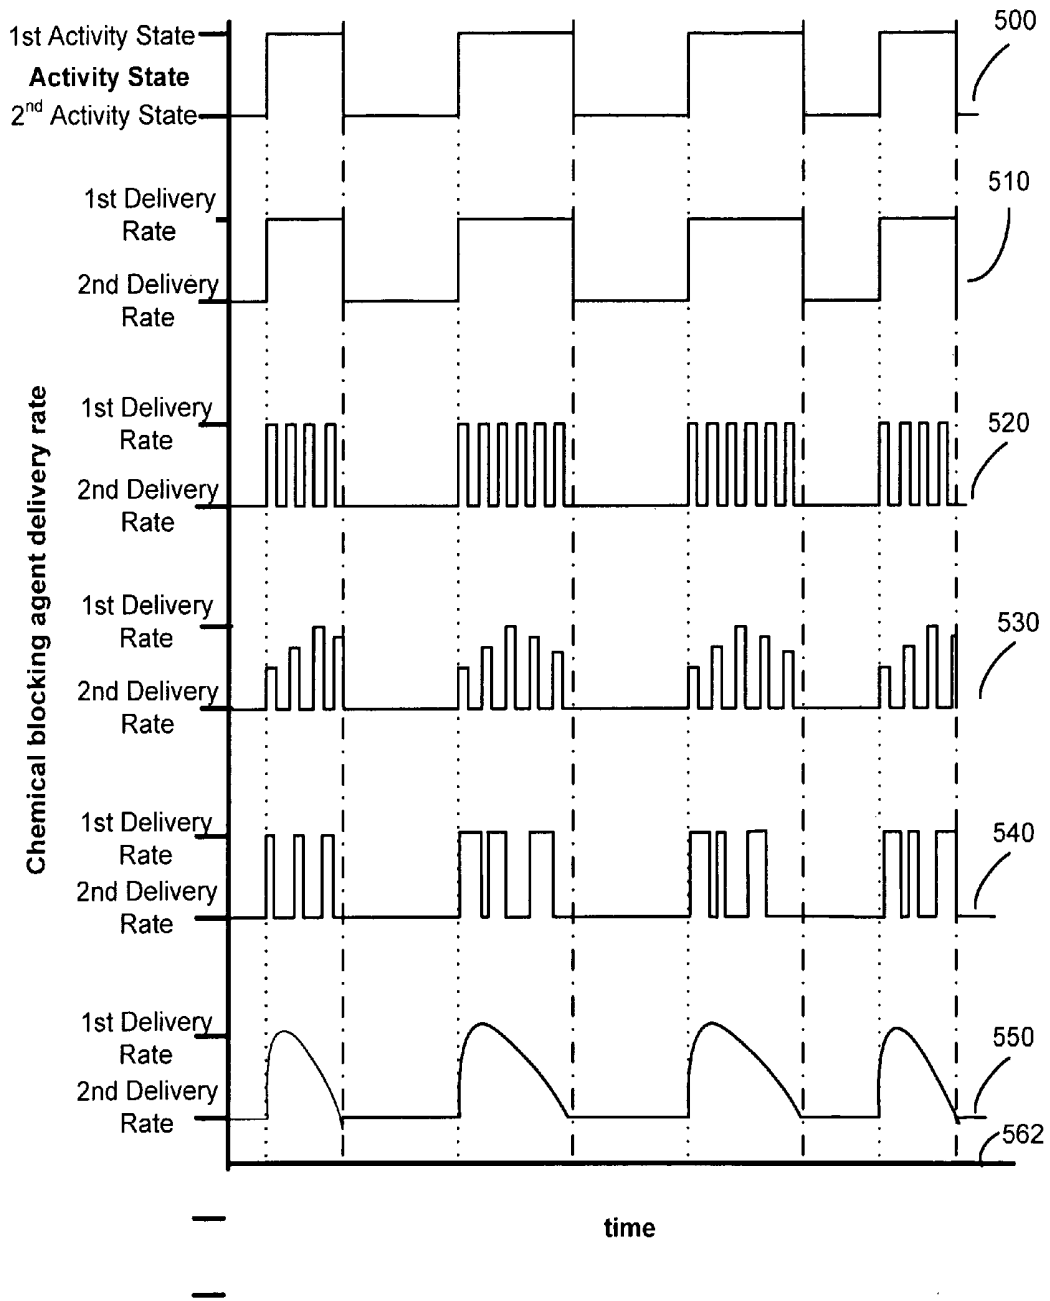 500
1st Activity State
Activity State
2nd Activity State
510
1st Delivery
Rate
2nd Delivery
Rate
Chemical blocking agent delivery rate
1st Delivery
Rate
520
2nd Delivery
Rate
1st Delivery
Rate
530
2nd Delivery
Rate
1st Delivery
Rate
540
2nd Delivery
Rate
1st Delivery
Rate
550
2nd Delivery
Rate
562
time